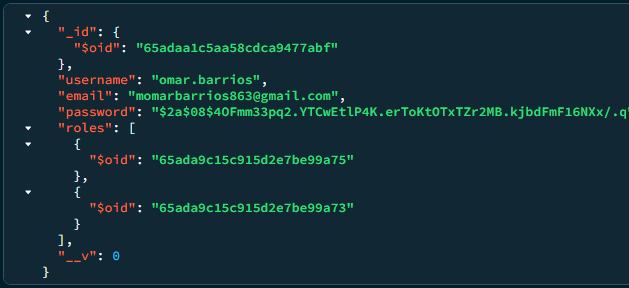 {
"_id": {
"$oid": "65adaa1c5aa58cdca9477abf"
},
"username": "omar.barrios",
"email": "momarbarrios863@gmail.com",
"password": "$2a$08$4OFmm33pq2.YTCwEtlP4K.erToKtOTxTZr2MB.kjbdFmF16NXx/.q"
"roles": [
{
"$oid": "65ada9c15c915d2e7be99a75"
},
{
"$oid": "65ada9c15c915d2e7be99a73"
}
],
"__v": 0
}